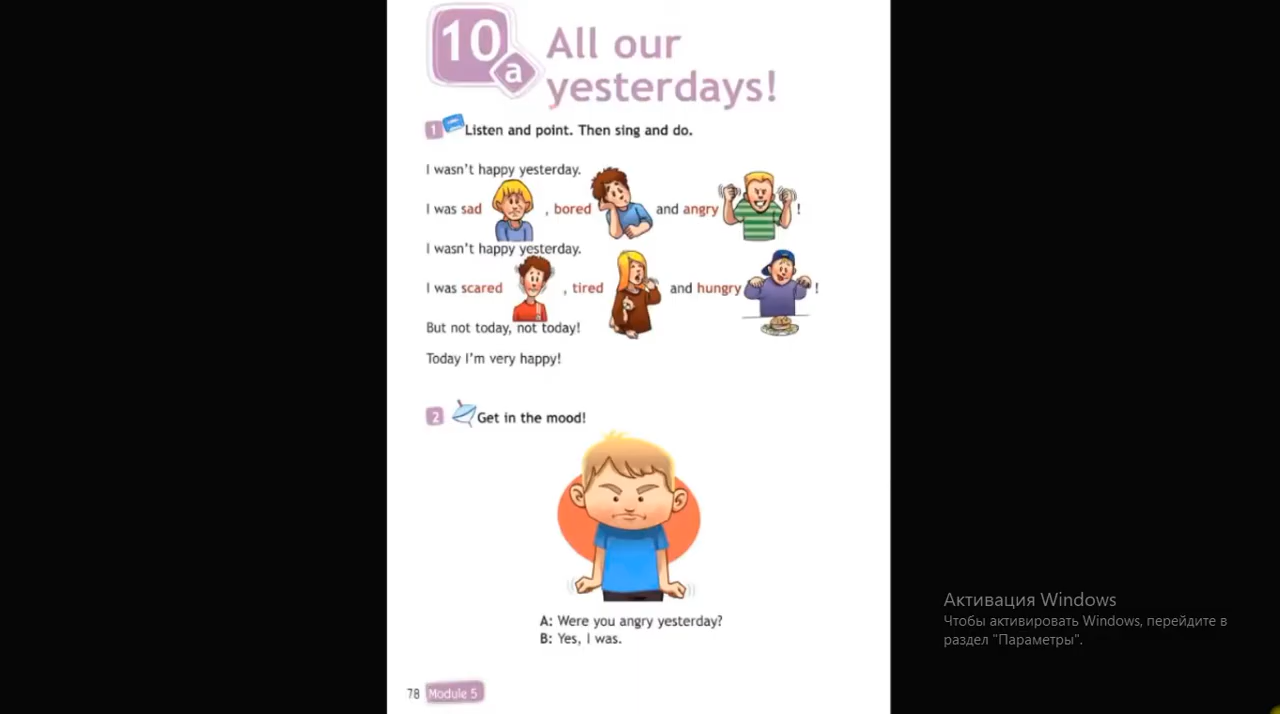 10 a
All our
yesterdays!
1 Listen and point. Then sing and do.
I wasn't happy yesterday.
I was sad , bored and angry !
I wasn't happy yesterday.
I was scared , tired and hungry !
But not today, not today!
Today I'm very happy!
2 Get in the mood!
A: Were you angry yesterday?
B: Yes, I was.
78 Module 5
Активация Windows
Чтобы активировать Windows, перейдите в
раздел "Параметры".